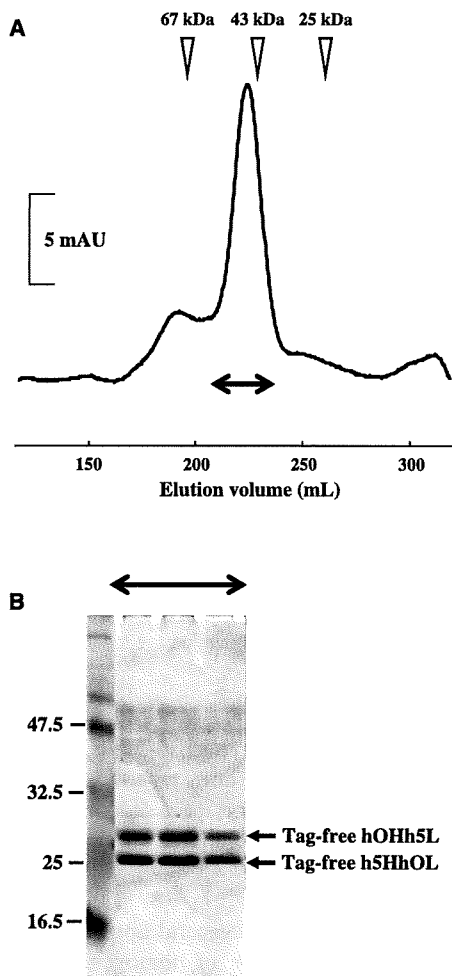 A
67 kDa 43 kDa 25 kDa
5 mAU
150 200 250 300
Elution volume (mL)
B
47.5
32.5
Tag-free hOHh5L
25
Tag-free h5HhOL
16.5